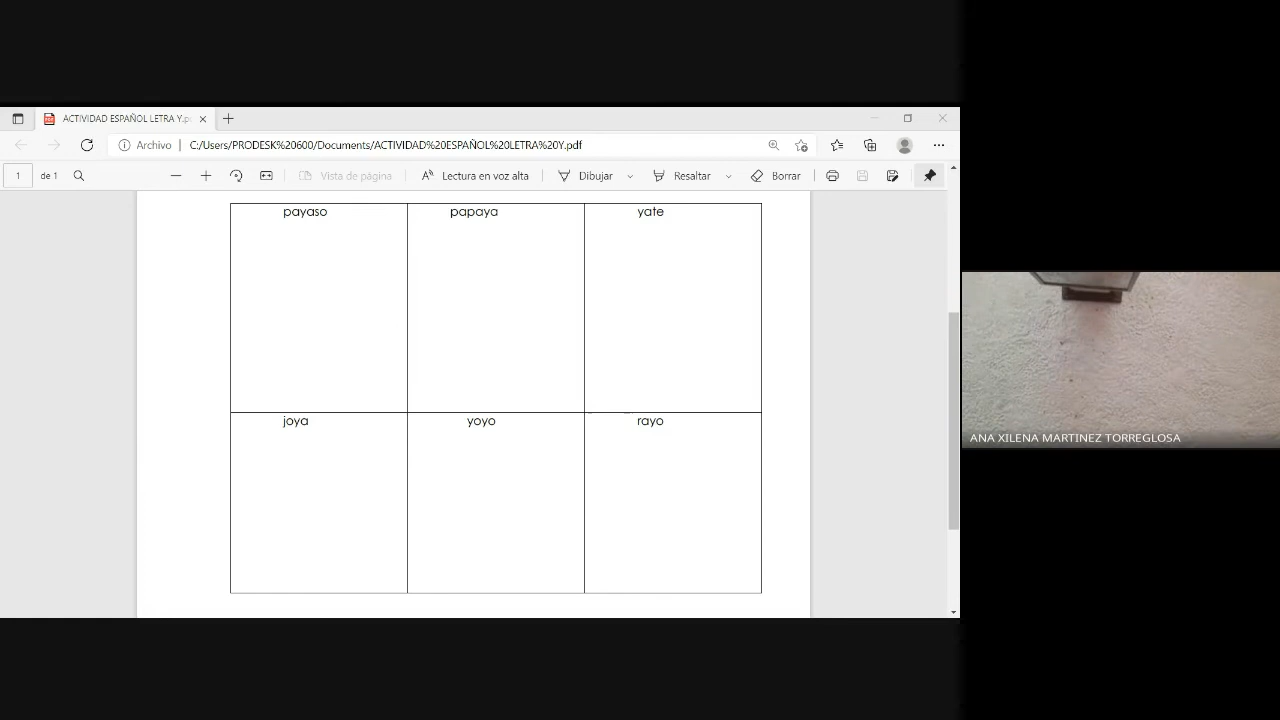 ACTIVIDAD ESPAÑOL LETRA Y.p
Archivo C:/Users/PRODESK%20600/Documents/ACTIVIDAD%20ESPAÑOL%20LETRA%20Y.pdf
1 de 1 Vista de página Lectura en voz alta Dibujar Resaltar Borrar
payaso papaya yate
joya yoyo rayo
ANA XILENA MARTINEZ TORREGLOSA